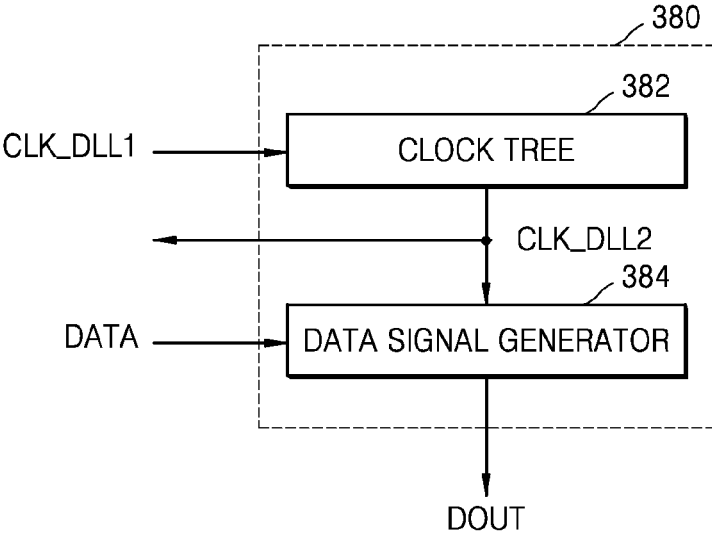 380
382
CLK_DLL1
CLOCK TREE
CLK_DLL2
384
DATA
DATA SIGNAL GENERATOR
DOUT